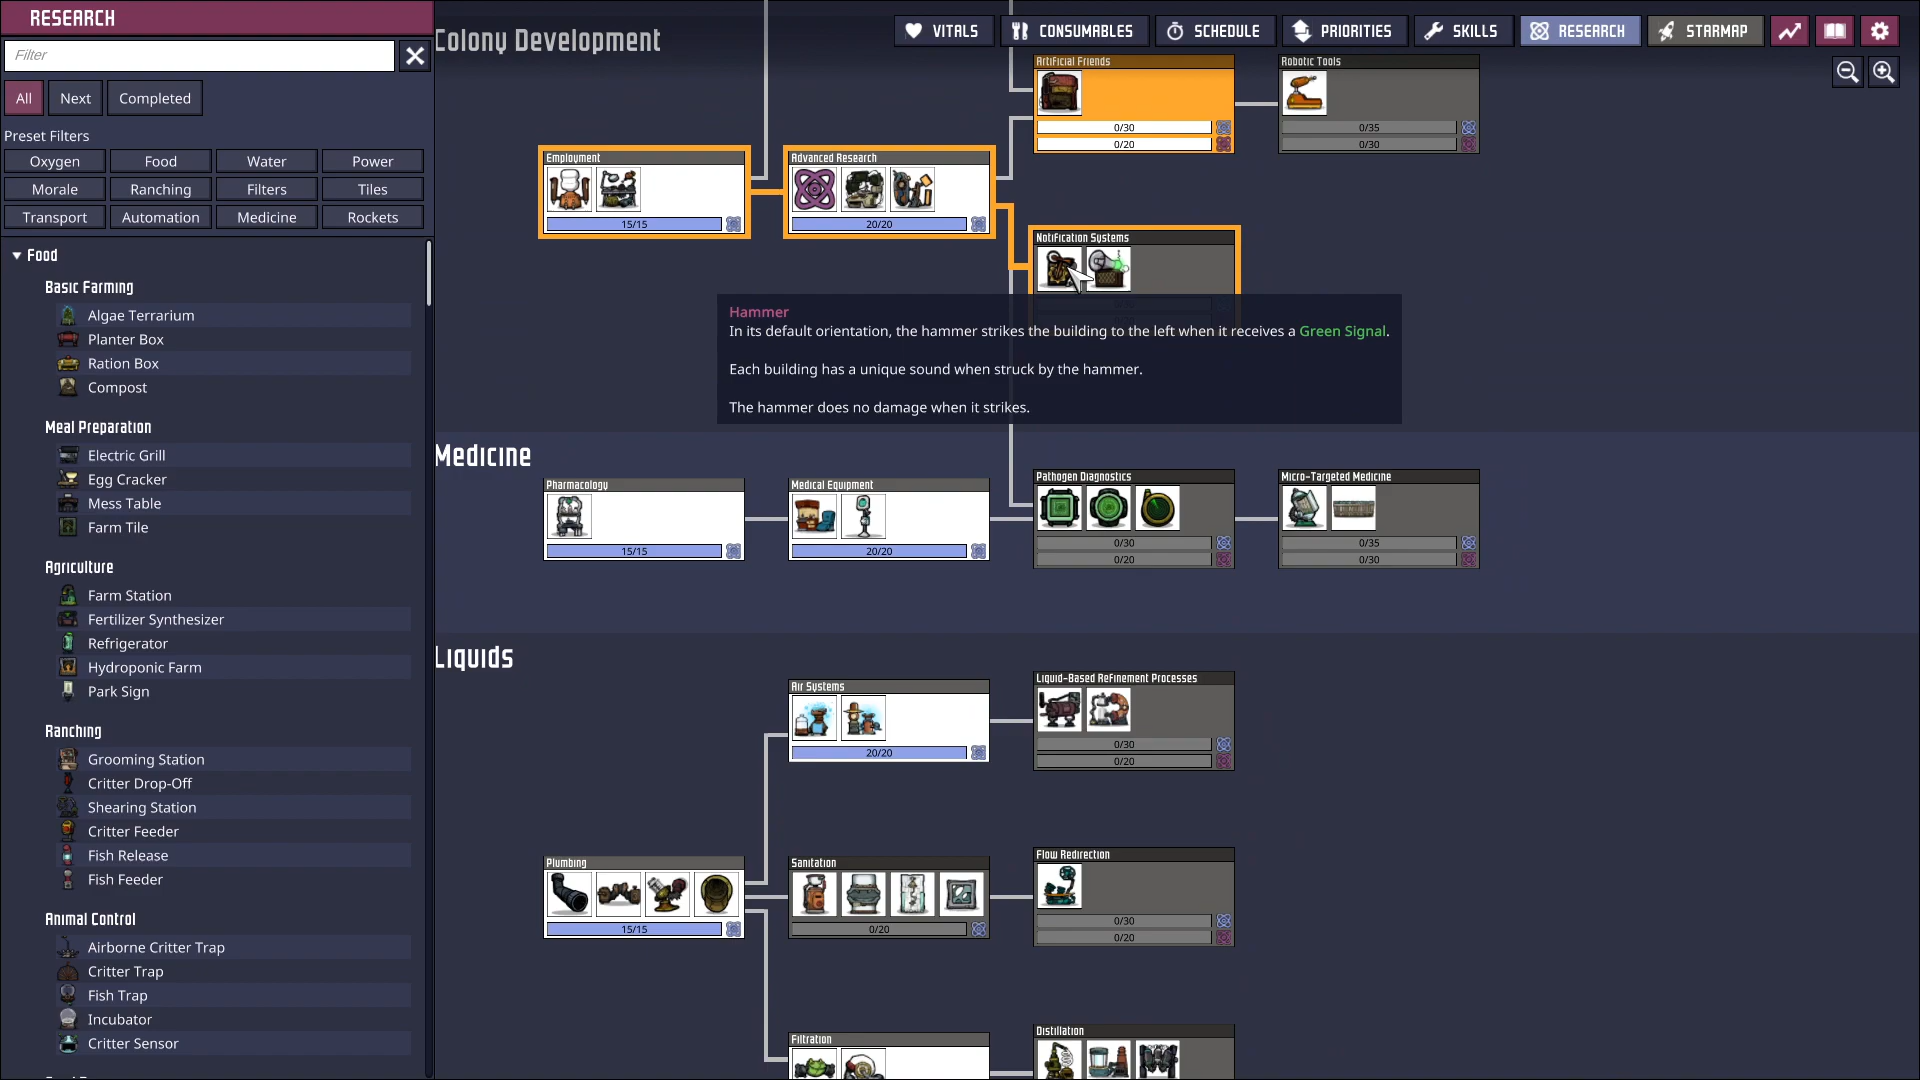 RESEARCH
Filter
All
Next
Completed
Preset Filters
Oxygen
Food
Water
Power
Morale
Ranching
Filters
Tiles
Transport
Automation
Medicine
Rockets
Food
Basic Farming
Algae Terrarium
Planter Box
Ration Box
Compost
Meal Preparation
Electric Grill
Egg Cracker
Mess Table
Farm Tile
Agriculture
Farm Station
Fertilizer Synthesizer
Refrigerator
Hydroponic Farm
Park Sign
Ranching
Grooming Station
Critter Drop-Off
Shearing Station
Critter Feeder
Fish Release
Fish Feeder
Animal Control
Airborne Critter Trap
Critter Trap
Fish Trap
Incubator
Critter Sensor
VITALS
CONSUMABLES
SCHEDULE
PRIORITIES
SKILLS
RESEARCH
STARMAP
Colony Development
Artificial Friends
0/30
0/20
Robotic Tools
0/35
0/30
Employment
15/15
Advanced Research
20/20
Notification Systems
Hammer
In its default orientation, the hammer strikes the building to the left when it receives a Green Signal.
Each building has a unique sound when struck by the hammer.
The hammer does no damage when it strikes.
Medicine
Pharmacology
15/15
Medical Equipment
20/20
Pathogen Diagnostics
0/30
0/20
Micro-Targeted Medicine
0/35
0/30
Liquids
Air Systems
20/20
Liquid-Based Refinement Processes
0/30
0/20
Plumbing
15/15
Sanitation
0/20
Flow Redirection
0/30
0/20
Filtration
Distillation